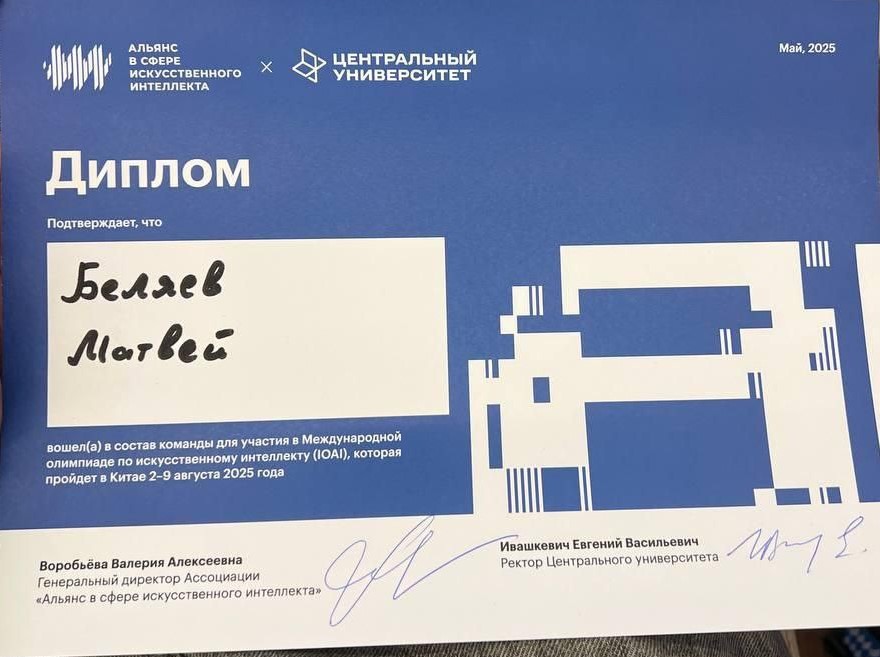 АЛЬЯНС
В СФЕРЕ
ИСКУССТВЕННОГО
ИНТЕЛЛЕКТА
×
ЦЕНТРАЛЬНЫЙ
УНИВЕРСИТЕТ
Май, 2025
Диплом
Подтверждает, что
Беляев
Матвей
вошел(а) в состав команды для участия в Международной
олимпиаде по искусственному интеллекту (IOAI), которая
пройдет в Китае 2–9 августа 2025 года
Воробьёва Валерия Алексеевна
Генеральный директор Ассоциации
«Альянс в сфере искусственного интеллекта»
Ивашкевич Евгений Васильевич
Ректор Центрального университета